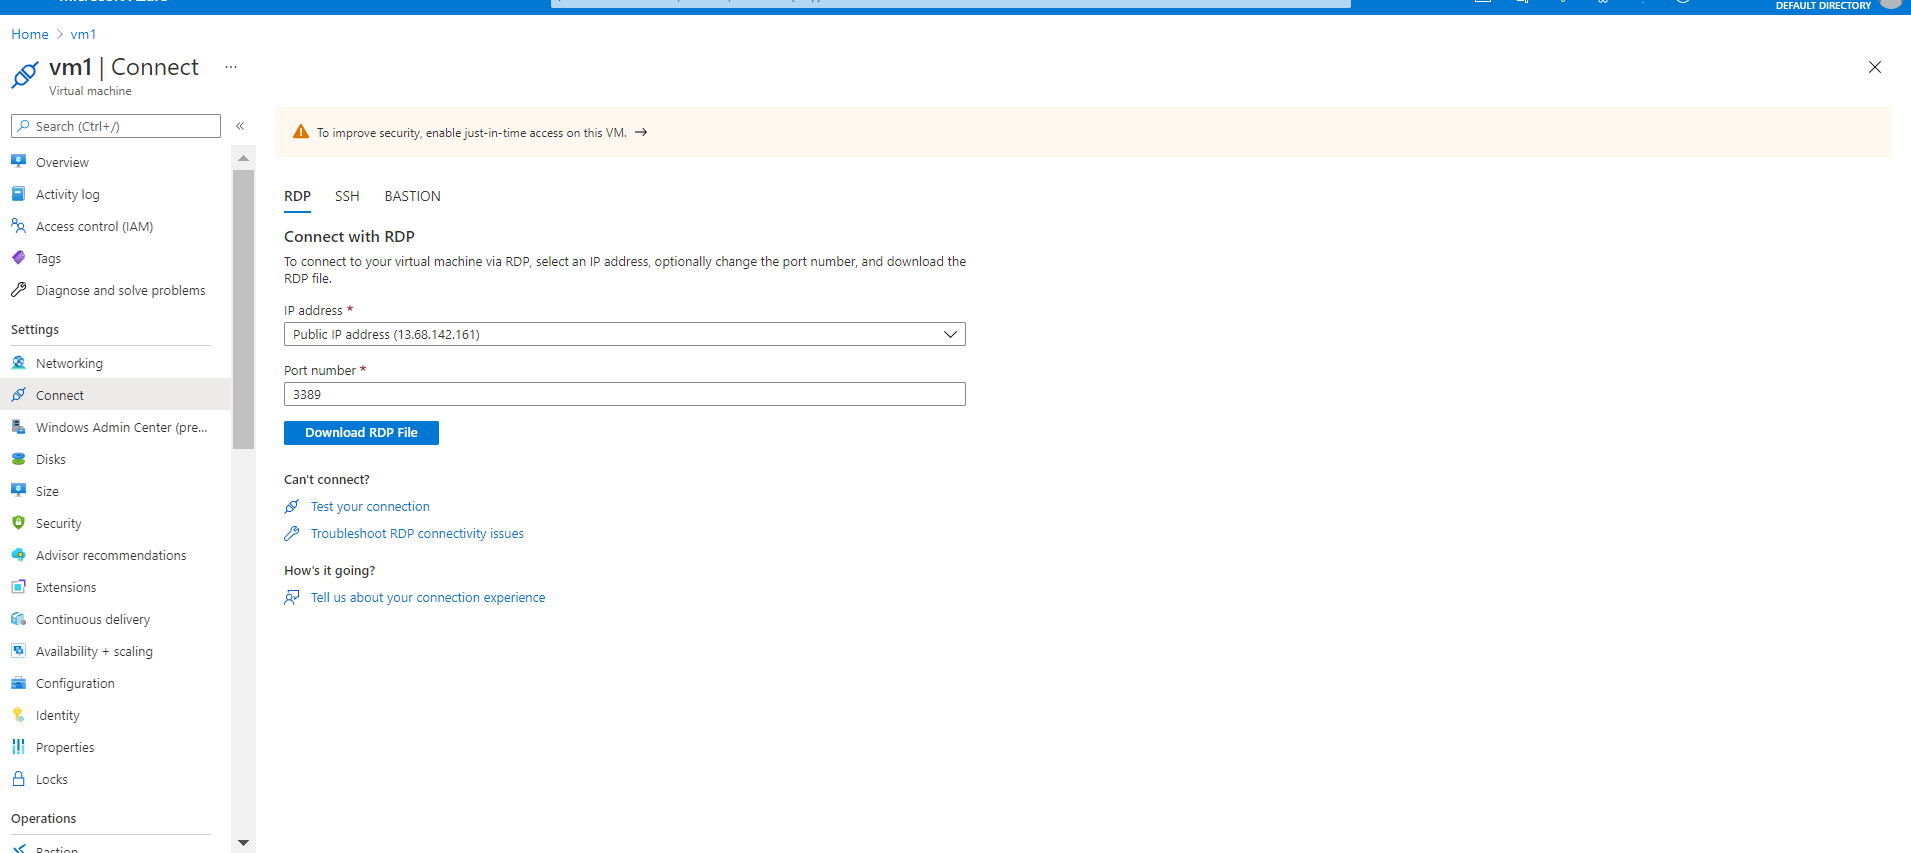 DEFAULT DIRECTORY
Home > vm1
vm1 | Connect ...
Virtual machine
Search (Ctrl+/)
«
Overview
Activity log
Access control (IAM)
Tags
Diagnose and solve problems
Settings
Networking
Connect
Windows Admin Center (pre...
Disks
Size
Security
Advisor recommendations
Extensions
Continuous delivery
Availability + scaling
Configuration
Identity
Properties
Locks
Operations
Bastion
To improve security, enable just-in-time access on this VM. →
RDP SSH BASTION
Connect with RDP
To connect to your virtual machine via RDP, select an IP address, optionally change the port number, and download the
RDP file.
IP address *
Public IP address (13.68.142.161)
Port number *
3389
Download RDP File
Can't connect?
Test your connection
Troubleshoot RDP connectivity issues
How's it going?
Tell us about your connection experience